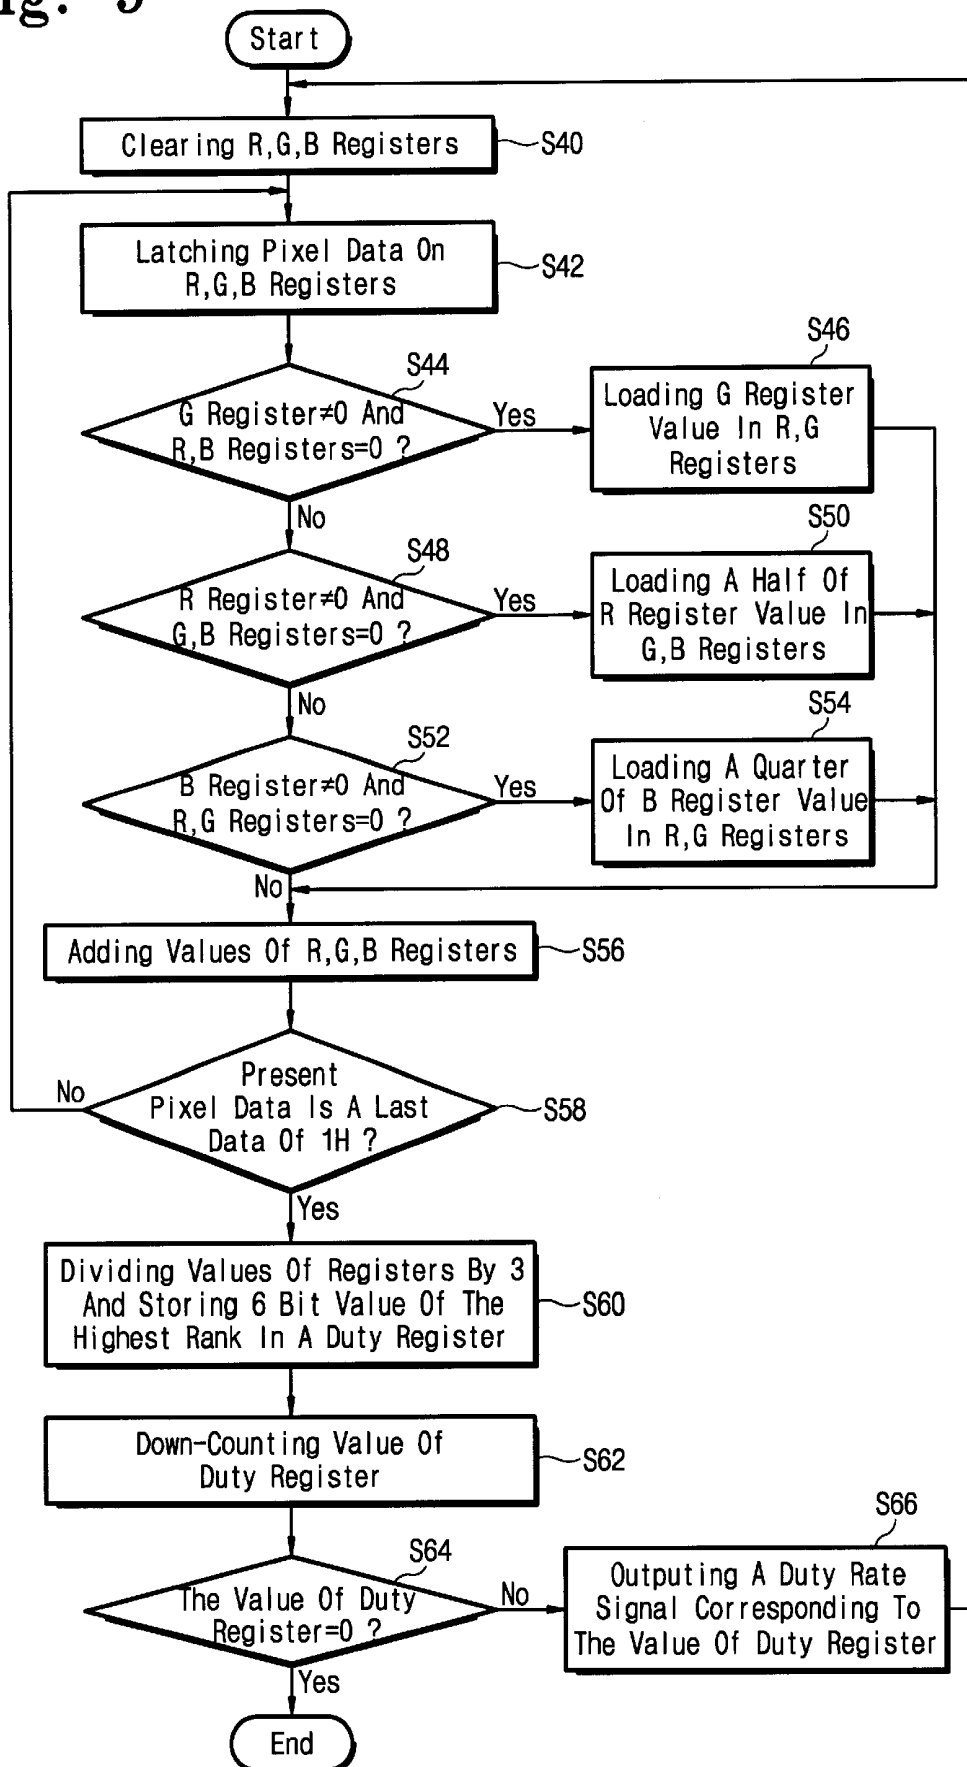 Start
Clearing R,G,B Registers
S40
Latching Pixel Data On
R,G,B Registers
S42
S44
G Register≠0 And
R,B Registers=0 ?
Yes
No
S46
Loading G Register
Value In R,G
Registers
S48
R Register≠0 And
G,B Registers=0 ?
Yes
No
S50
Loading A Half Of
R Register Value In
G,B Registers
S52
B Register≠0 And
R,G Registers=0 ?
Yes
No
S54
Loading A Quarter
Of B Register Value
In R,G Registers
Adding Values Of R,G,B Registers
S56
Present
Pixel Data Is A Last
Data Of 1H ?
S58
No
Yes
Dividing Values Of Registers By 3
And Storing 6 Bit Value Of The
Highest Rank In A Duty Register
S60
Down-Counting Value Of
Duty Register
S62
S64
The Value Of Duty
Register=0 ?
No
Yes
S66
Outputing A Duty Rate
Signal Corresponding To
The Value Of Duty Register
End